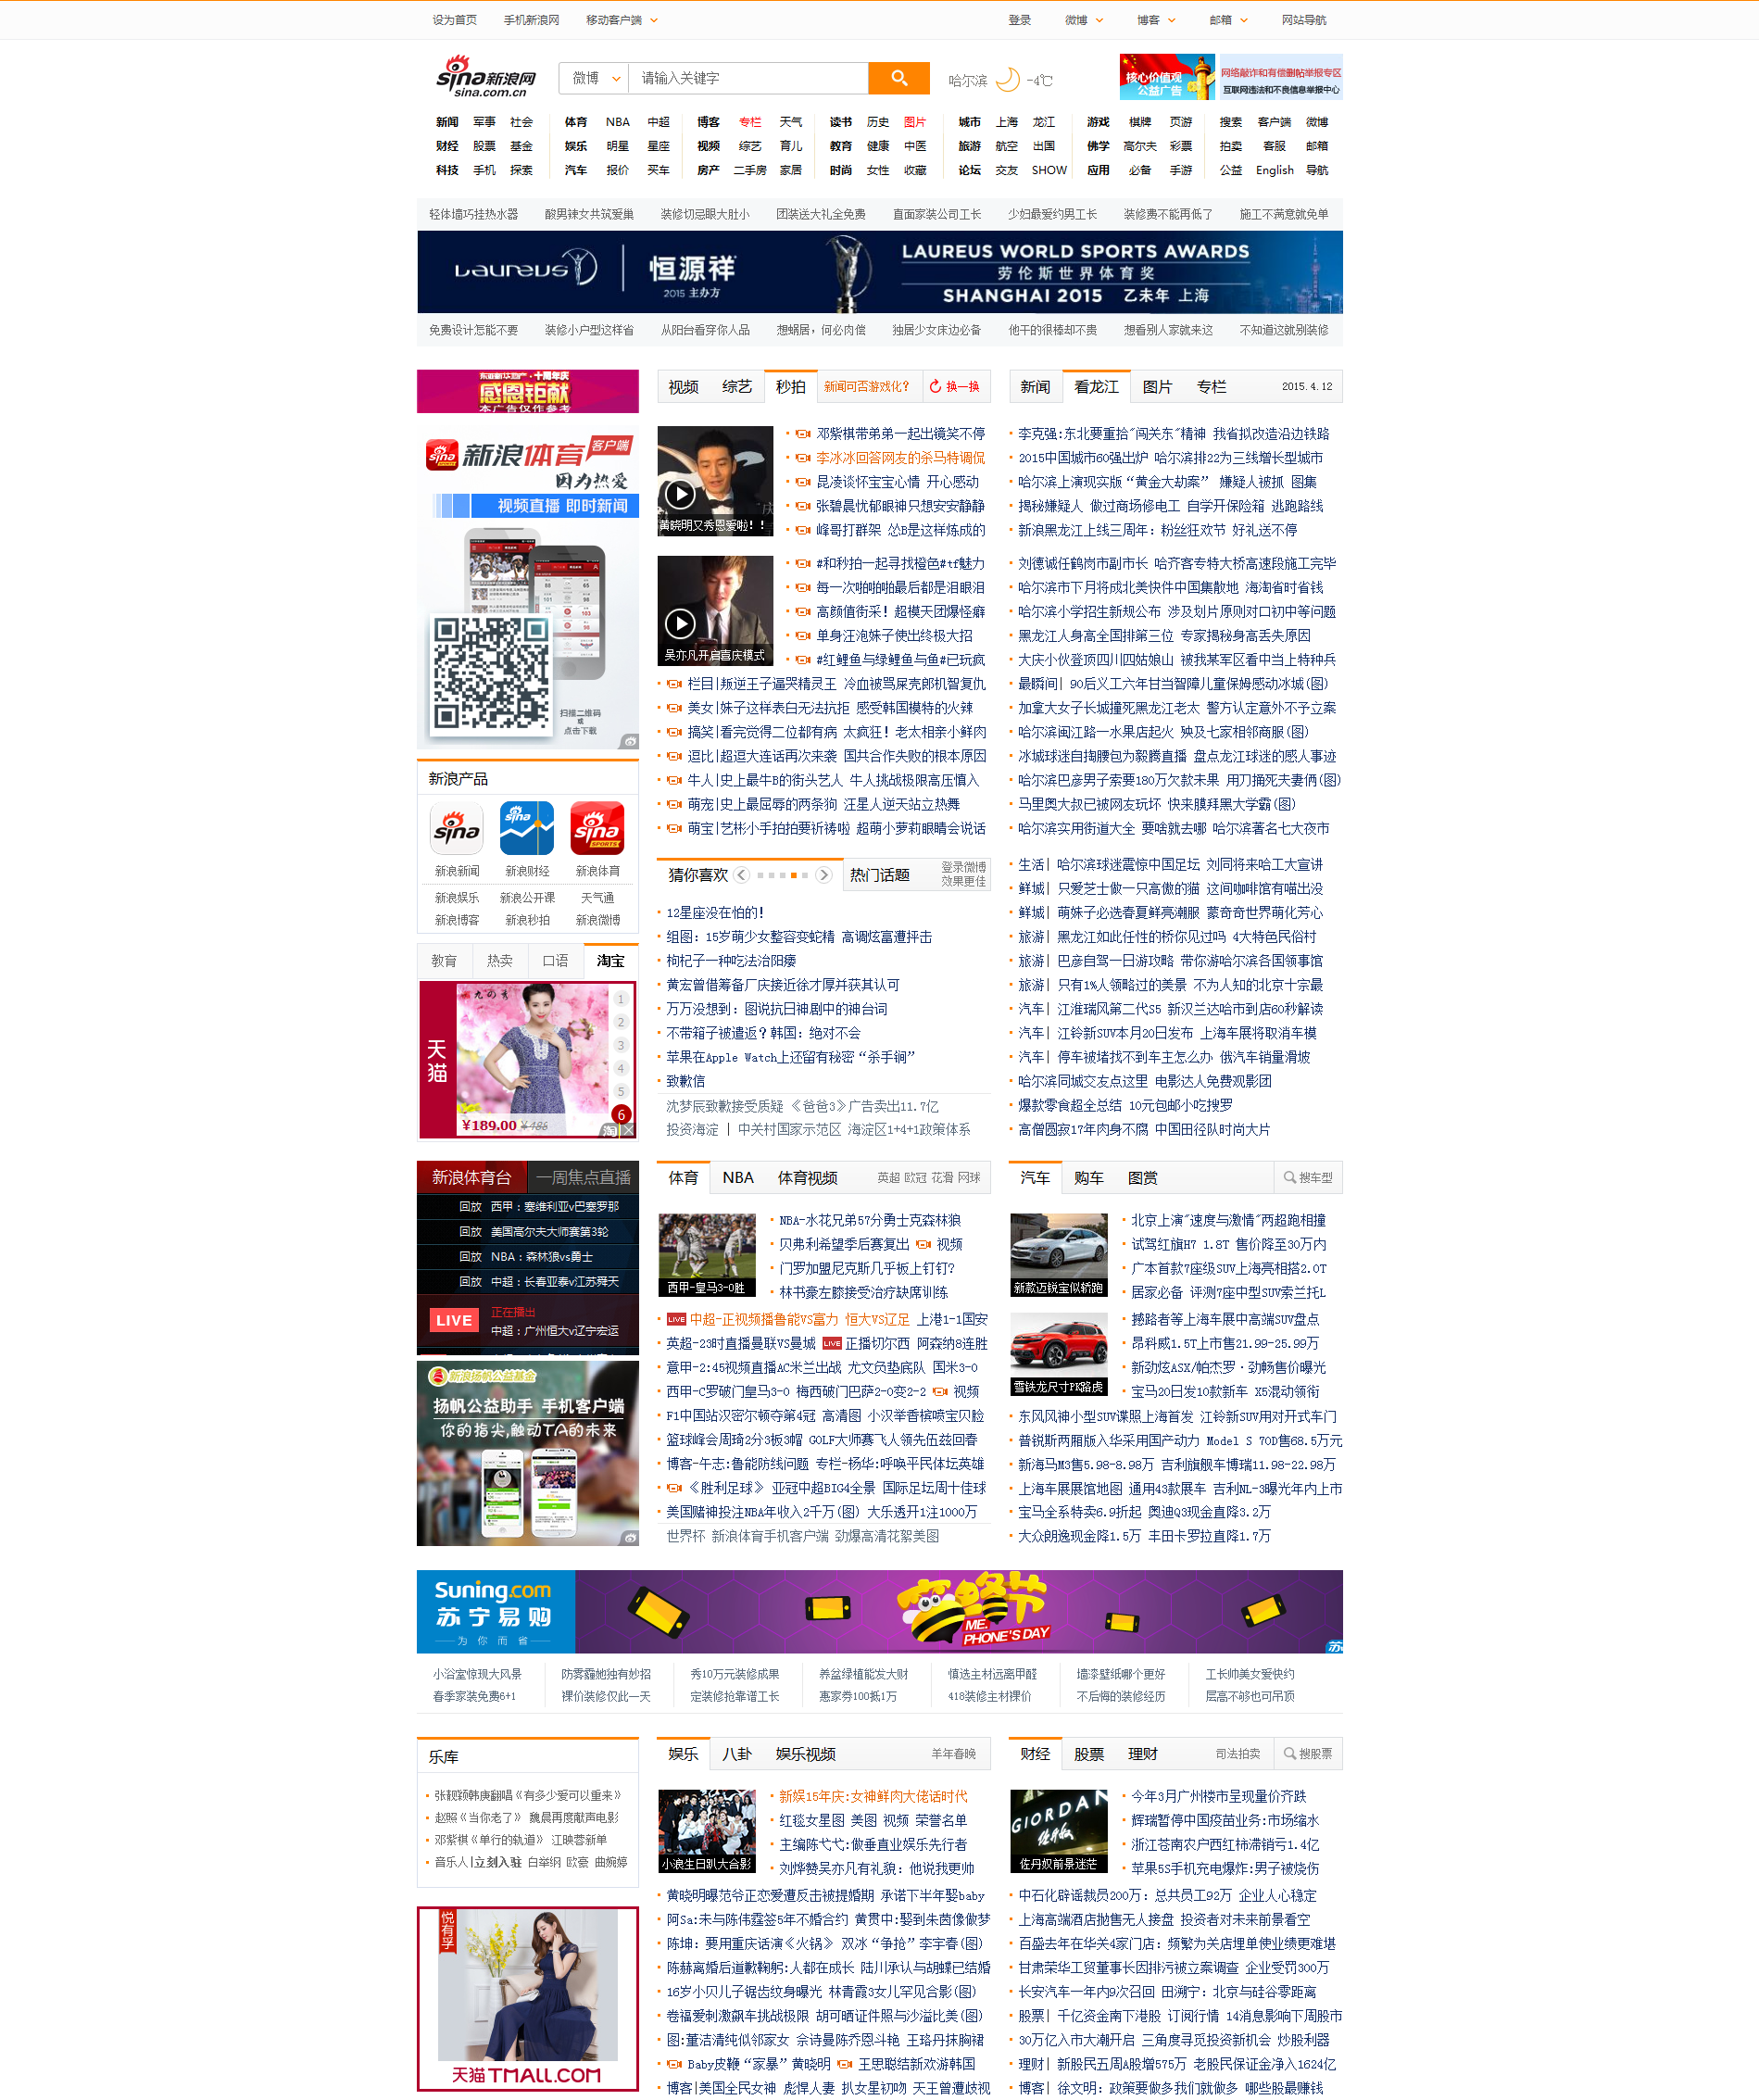 设为首页 手机新浪网 移动客户端 登录 微博 博客 邮箱 网站导航
sina新浪网 sina.com.cn 微博 请输入关键字 哈尔滨 -4℃ 核心价值观 公益广告 网络敲诈和有偿删帖举报专区 互联网违法和不良信息举报中心
新闻 军事 社会 体育 NBA 中超 博客 专栏 天气 读书 历史 图片 城市 上海 龙江 游戏 棋牌 页游 搜索 客户端 微博
财经 股票 基金 娱乐 明星 星座 视频 综艺 育儿 教育 健康 中医 旅游 航空 出国 佛学 高尔夫 彩票 拍卖 客服 邮箱
科技 手机 探索 汽车 报价 买车 房产 二手房 家居 时尚 女性 收藏 论坛 交友 SHOW 应用 必备 手游 公益 English 导航
轻体墙巧挂热水器 酸男辣女共筑爱巢 装修切忌眼大肚小 团装送大礼全免费 直面家装公司工长 少妇最爱约男工长 装修费不能再低了 施工不满意就免单
LAUREUS 恒源祥 2015 主办方 LAUREUS WORLD SPORTS AWARDS
劳伦斯世界体育奖
SHANGHAI 2015 乙未年 上海
免费设计怎能不要 装修小户型这样省 从阳台看穿你人品 想蜗居，何必肉偿 独居少女床边必备 他干的很棒却不贵 想看别人家就来这 不知道这就别装修
十周年庆
感恩钜献
本广告仅作参考
新浪体育 客户端
因为热爱
视频直播 即时新闻
扫描二维码
或
点击下载
新浪产品
新浪新闻 新浪财经 新浪体育
新浪娱乐 新浪公开课 天气通
新浪博客 新浪秒拍 新浪微博
教育 热卖 口语 淘宝
天猫
1
2
3
4
5
6
¥189.00 ¥486
视频 综艺 秒拍 新闻可否游戏化? 换一换
黄晓明又秀恩爱啦！！
邓紫棋带弟弟一起出镜笑不停
李冰冰回答网友的杀马特调侃
昆凌谈怀宝宝心情 开心感动
张碧晨忧郁眼神只想安安静静
峰哥打群架 怂B是这样炼成的
吴亦凡开启喜庆模式
#和秒拍一起寻找橙色#tf魅力
每一次啪啪啪最后都是泪眼泪
高颜值街采！超模天团爆怪癖
单身汪泡妹子使出终极大招
#红鲤鱼与绿鲤鱼与鱼#已玩疯
栏目|叛逆王子逼哭精灵王 冷血被骂屎壳郎机智复仇
美女|妹子这样表白无法抗拒 感受韩国模特的火辣
搞笑|看完觉得二位都有病 太疯狂！老太相亲小鲜肉
逗比|超逗大连话再次来袭 国共合作失败的根本原因
牛人|史上最牛B的街头艺人 牛人挑战极限高压慎入
萌宠|史上最屈辱的两条狗 汪星人逆天站立热舞
萌宝|艺彬小手拍拍要祈祷啦 超萌小萝莉眼睛会说话
猜你喜欢 热门话题 登录微博 效果更佳
12星座没在怕的！
组图：15岁萌少女整容变蛇精 高调炫富遭抨击
枸杞子一种吃法治阳痿
黄宏曾借筹备厂庆接近徐才厚并获其认可
万万没想到：图说抗日神剧中的神台词
不带箱子被遣返？韩国：绝对不会
苹果在Apple Watch上还留有秘密“杀手锏”
致歉信
沈梦辰致歉接受质疑 《爸爸3》广告卖出11.7亿
投资海淀 | 中关村国家示范区 海淀区1+4+1政策体系
新闻 看龙江 图片 专栏 2015.4.12
李克强:东北要重拾"闯关东"精神 我省拟改造沿边铁路
2015中国城市60强出炉 哈尔滨排22为三线增长型城市
哈尔滨上演现实版“黄金大劫案” 嫌疑人被抓 图集
揭秘嫌疑人 做过商场修电工 自学开保险箱 逃跑路线
新浪黑龙江上线三周年：粉丝狂欢节 好礼送不停
刘德诚任鹤岗市副市长 哈齐客专特大桥高速段施工完毕
哈尔滨市下月将成北美快件中国集散地 海淘省时省钱
哈尔滨小学招生新规公布 涉及划片原则对口初中等问题
黑龙江人身高全国排第三位 专家揭秘身高丢失原因
大庆小伙登顶四川四姑娘山 被我某军区看中当上特种兵
最瞬间| 90后义工六年甘当智障儿童保姆感动冰城(图)
加拿大女子长城撞死黑龙江老太 警方认定意外不予立案
哈尔滨闽江路一水果店起火 殃及七家相邻商服(图)
冰城球迷自掏腰包为毅腾直播 盘点龙江球迷的感人事迹
哈尔滨巴彦男子索要180万欠款未果 用刀捅死夫妻俩(图)
马里奥大叔已被网友玩坏 快来膜拜黑大学霸(图)
哈尔滨实用街道大全 要啥就去哪 哈尔滨著名七大夜市
生活| 哈尔滨球迷震惊中国足坛 刘同将来哈工大宣讲
鲜城| 只爱芝士做一只高傲的猫 这间咖啡馆有喵出没
鲜城| 萌妹子必选春夏鲜亮潮服 蒙奇奇世界萌化芳心
旅游| 黑龙江如此任性的桥你见过吗 4大特色民俗村
旅游| 巴彦自驾一日游攻略 带你游哈尔滨各国领事馆
旅游| 只有1%人领略过的美景 不为人知的北京十宗最
汽车| 江淮瑞风第二代S5 新汉兰达哈市到店60秒解读
汽车| 江铃新SUV本月20日发布 上海车展将取消车模
汽车| 停车被堵找不到车主怎么办 俄汽车销量滑坡
哈尔滨同城交友点这里 电影达人免费观影团
爆款零食超全总结 10元包邮小吃搜罗
高僧圆寂17年肉身不腐 中国田径队时尚大片
新浪体育台 一周焦点直播
回放 西甲：塞维利亚v巴塞罗那
回放 美国高尔夫大师赛第3轮
回放 NBA：森林狼vs勇士
回放 中超：长春亚泰v江苏舜天
LIVE 正在播出
中超：广州恒大v辽宁宏运
新浪扬帆公益基金
扬帆公益助手 手机客户端
你的指尖,触动TA的未来
体育 NBA 体育视频 英超 欧冠 花滑 网球
西甲-皇马3-0胜
NBA-水花兄弟57分勇士克森林狼
贝弗利希望季后赛复出 视频
门罗加盟尼克斯几乎板上钉钉?
林书豪左膝接受治疗缺席训练
LIVE 中超-正视频播鲁能VS富力 恒大VS辽足 上港1-1国安
英超-23时直播曼联VS曼城 LIVE 正播切尔西 阿森纳8连胜
意甲-2:45视频直播AC米兰出战 尤文负垫底队 国米3-0
西甲-C罗破门皇马3-0 梅西破门巴萨2-0变2-2 视频
F1中国站汉密尔顿夺第4冠 高清图 小汉举香槟喷宝贝脸
篮球峰会周琦2分3板3帽 GOLF大师赛飞人领先伍兹回春
博客-午志:鲁能防线问题 专栏-杨华:呼唤平民体坛英雄
《胜利足球》 亚冠中超BIG4全景 国际足坛周十佳球
美国赌神投注NBA年收入2千万(图) 大乐透开1注1000万
世界杯 新浪体育手机客户端 劲爆高清花絮美图
汽车 购车 图赏 搜车型
新款迈锐宝似轿跑
北京上演"速度与激情"两超跑相撞
试驾红旗H7 1.8T 售价降至30万内
广本首款7座级SUV上海亮相搭2.0T
居家必备 评测7座中型SUV索兰托L
雪铁龙尺寸PK路虎
撼路者等上海车展中高端SUV盘点
昂科威1.5T上市售21.99-25.99万
新劲炫ASX/帕杰罗·劲畅售价曝光
宝马20日发10款新车 X5混动领衔
东风风神小型SUV谍照上海首发 江铃新SUV用对开式车门
普锐斯两厢版入华采用国产动力 Model S 70D售68.5万元
新海马M3售5.98-8.98万 吉利旗舰车博瑞11.98-22.98万
上海车展展馆地图 通用43款展车 吉利NL-3曝光年内上市
宝马全系特卖6.9折起 奥迪Q3现金直降3.2万
大众朗逸现金降1.5万 丰田卡罗拉直降1.7万
Suning.com
苏宁易购
为你而省
ME. PHONE'S DAY
小浴室惊现大风景 防雾霾她独有妙招 秀10万元装修成果 养盆绿植能发大财 慎选主材远离甲醛 墙漆壁纸哪个更好 工长帅美女爱快约
春季家装免费6+1 裸价装修仅此一天 定装修抢靠谱工长 惠家券100抵1万 418装修主材裸价 不后悔的装修经历 层高不够也可吊顶
乐库
张靓颖韩庚翻唱《有多少爱可以重来》
赵照《当你老了》 魏晨再度献声电影
邓紫棋《单行的轨道》 江映蓉新单
音乐人|立刻入驻 白举纲 欧豪 曲婉婷
悦有孚
天猫TMALL.COM
娱乐 八卦 娱乐视频 羊年春晚
小浪生日趴大合影
新娱15年庆:女神鲜肉大佬话时代
红毯女星图 美图 视频 荣誉名单
主编陈弋弋:做垂直业娱乐先行者
刘烨赞吴亦凡有礼貌：他说我更帅
黄晓明曝范爷正恋爱遭反击被提婚期 承诺下半年娶baby
阿Sa:未与陈伟霆签5年不婚合约 黄贯中:娶到朱茵像做梦
陈坤：要用重庆话演《火锅》 双冰“争抢”李宇春(图)
陈赫离婚后道歉鞠躬:人都在成长 陆川承认与胡蝶已结婚
16岁小贝儿子锯齿纹身曝光 林青霞3女儿罕见合影(图)
卷福爱刺激飙车挑战极限 胡可晒证件照与沙溢比美(图)
图:董洁清纯似邻家女 佘诗曼陈乔恩斗艳 王珞丹抹胸裙
Baby皮鞭“家暴”黄晓明 王思聪结新欢游韩国
博客|美国全民女神 彪悍人妻 扒女星初吻 天王曾遭歧视
财经 股票 理财 司法拍卖 搜股票
GIORDANO
佐丹奴前景迷茫
今年3月广州楼市呈现量价齐跌
辉瑞暂停中国疫苗业务:市场缩水
浙江苍南农户西红柿滞销亏1.4亿
苹果5S手机充电爆炸:男子被烧伤
中石化辟谣裁员200万：总共员工92万 企业人心稳定
上海高端酒店抛售无人接盘 投资者对未来前景看空
百盛去年在华关4家门店：频繁为关店埋单使业绩更难堪
甘肃荣华工贸董事长因排污被立案调查 企业受罚300万
长安汽车一年内9次召回 田溯宁：北京与硅谷零距离
股票| 千亿资金南下港股 订阅行情 14消息影响下周股市
30万亿入市大潮开启 三角度寻觅投资新机会 炒股利器
理财| 新股民五周A股增575万 老股民保证金净入1624亿
博客| 徐文明：政策要做多我们就做多 哪些股最赚钱